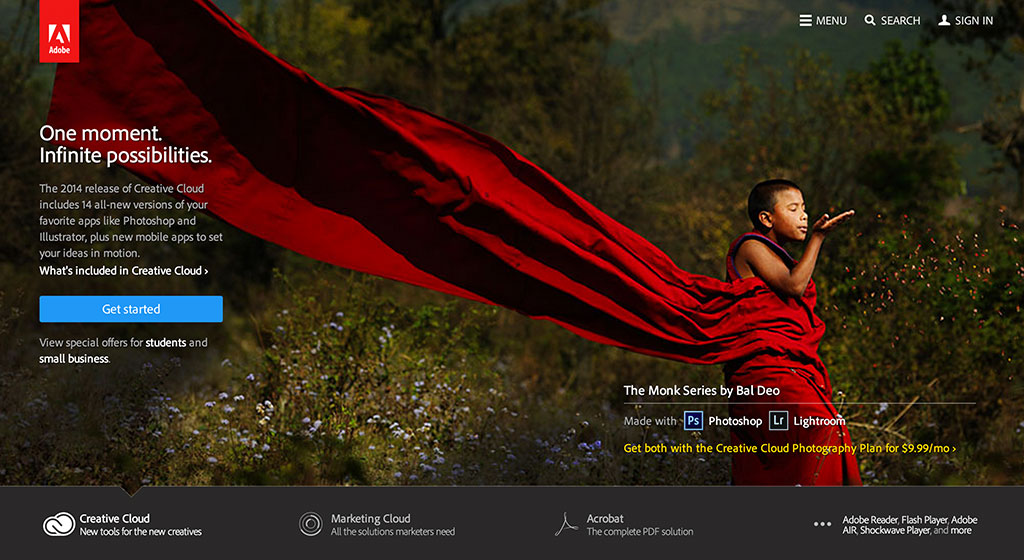 Adobe
MENU
SEARCH
SIGN IN
One moment.
Infinite possibilities.
The 2014 release of Creative Cloud
includes 14 all-new versions of your
favorite apps like Photoshop and
Illustrator, plus new mobile apps to set
your ideas in motion.
What's included in Creative Cloud ›
Get started
View special offers for students and
small business.
The Monk Series by Bal Deo
Made with Ps Photoshop Lr Lightroom
Get both with the Creative Cloud Photography Plan for $9.99/mo ›
Creative Cloud
New tools for the new creatives
Marketing Cloud
All the solutions marketers need
Acrobat
The complete PDF solution
Adobe Reader, Flash Player, Adobe
AIR, Shockwave Player, and more